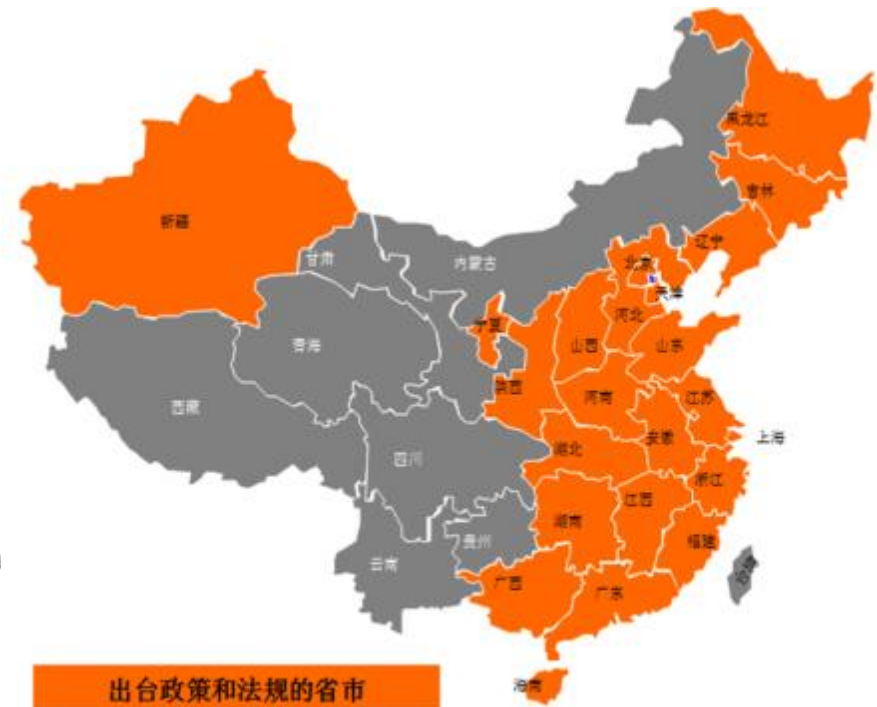 黑龙江
吉林
辽宁
新疆
甘肃
内蒙古
北京
天津
宁夏
河北
青海
山西
山东
陕西
河南
江苏
西藏
上海
安徽
湖北
四川
浙江
江西
湖南
贵州
福建
云南
台湾
广西
广东
海南
出台政策和法规的省市